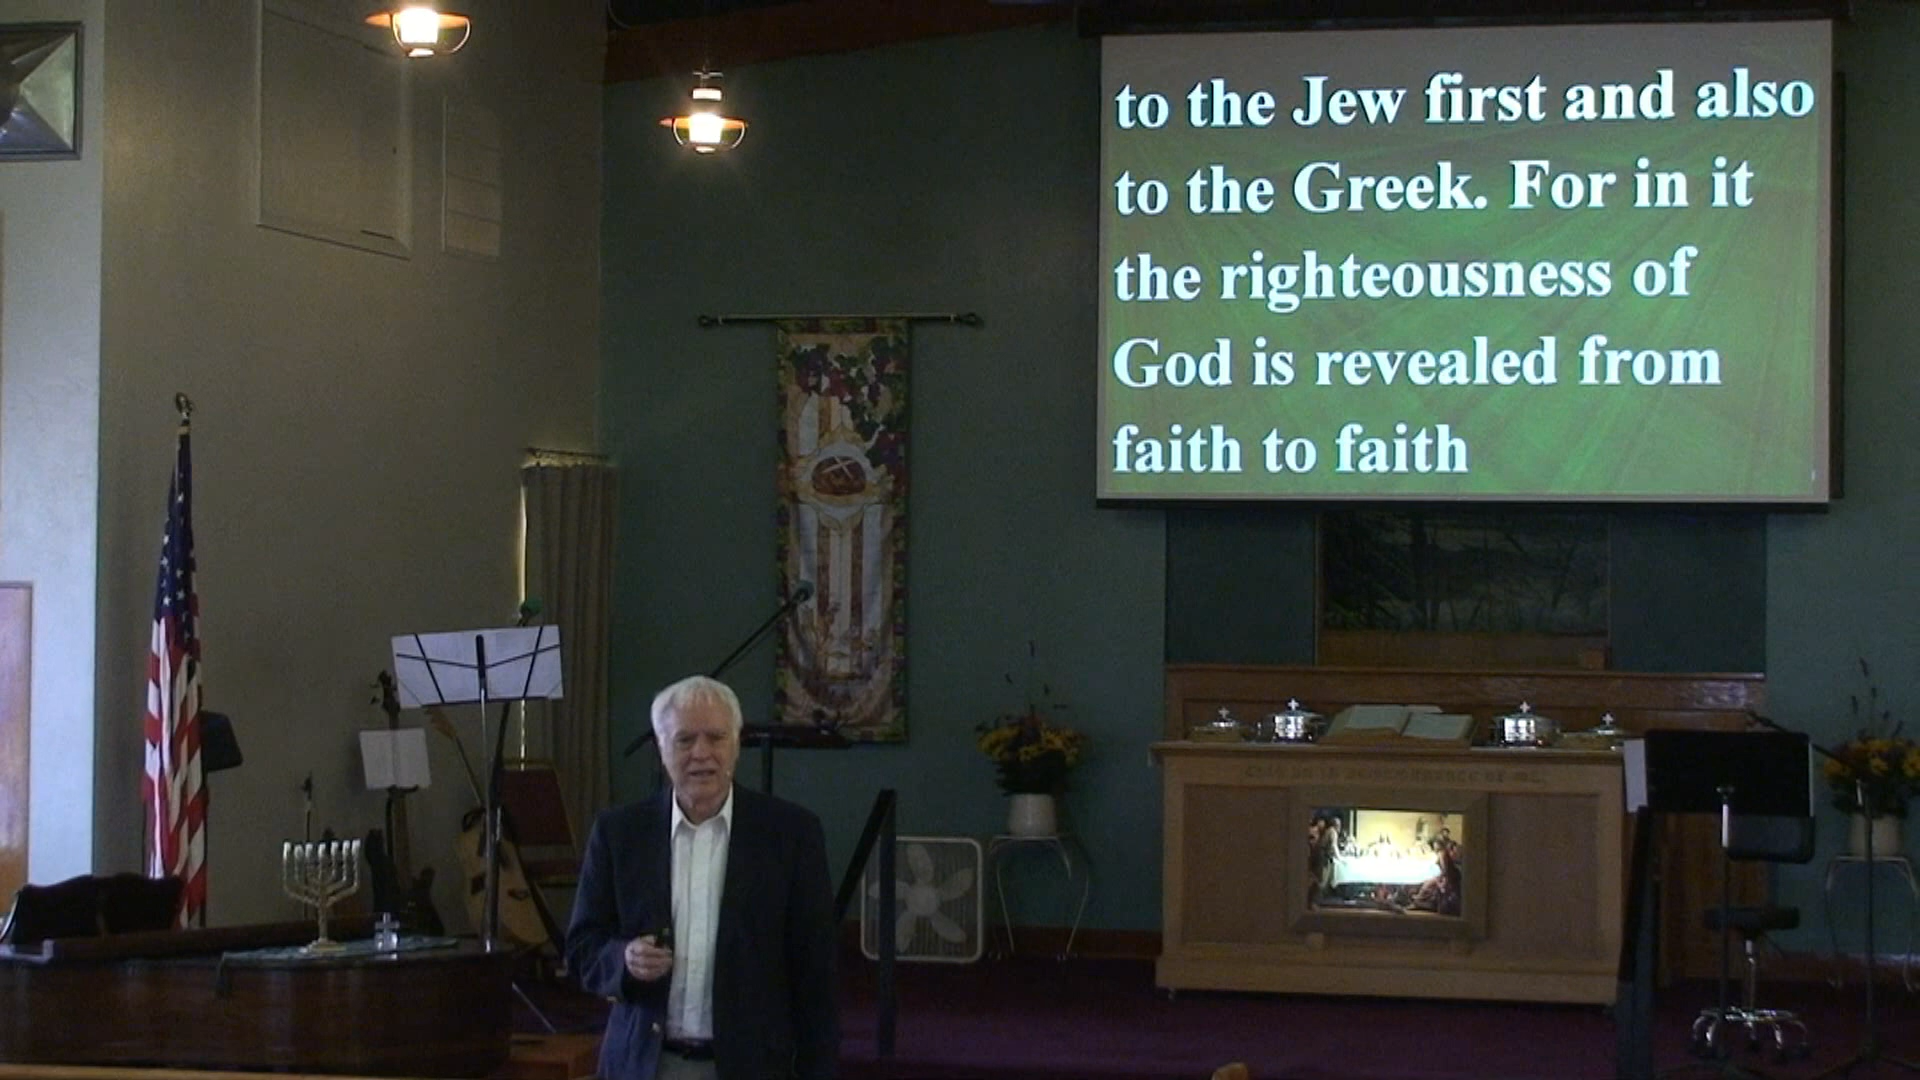 to the Jew first and also
to the Greek. For in it
the righteousness of
God is revealed from
faith to faith